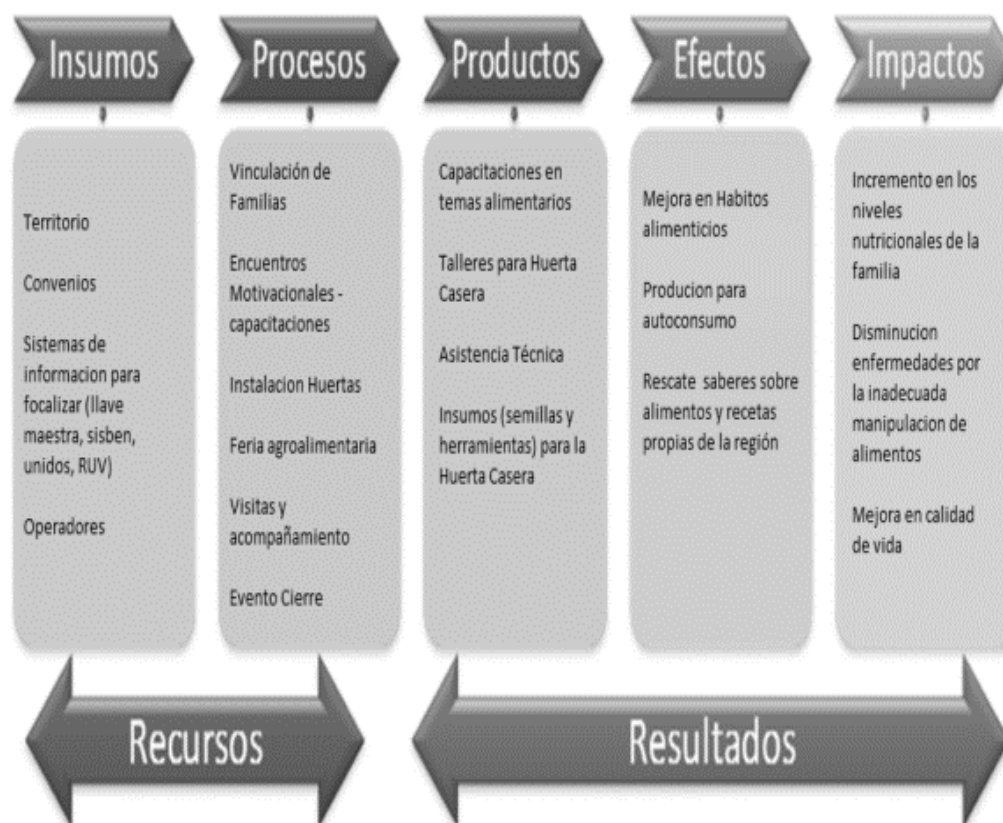 Insumos
Procesos
Productos
Efectos
Impactos
Territorio
Convenios
Sistemas de
informacion para
focalizar (llave
maestra, sisben,
unidos, RUV)
Operadores
Vinculación de
Familias
Encuentros
Motivacionales -
capacitaciones
Instalacion Huertas
Feria agroalimentaria
Visitas y
acompañamiento
Evento Cierre
Capacitaciones en
temas alimentarios
Talleres para Huerta
Casera
Asistencia Técnica
Insumos (semillas y
herramientas) para la
Huerta Casera
Mejora en Habitos
alimenticios
Producion para
autoconsumo
Rescate saberes sobre
alimentos y recetas
propias de la región
Incremento en los
niveles
nutricionales de la
familia
Disminucion
enfermedades por
la inadecuada
manipulacion de
alimentos
Mejora en calidad
de vida
Recursos
Resultados